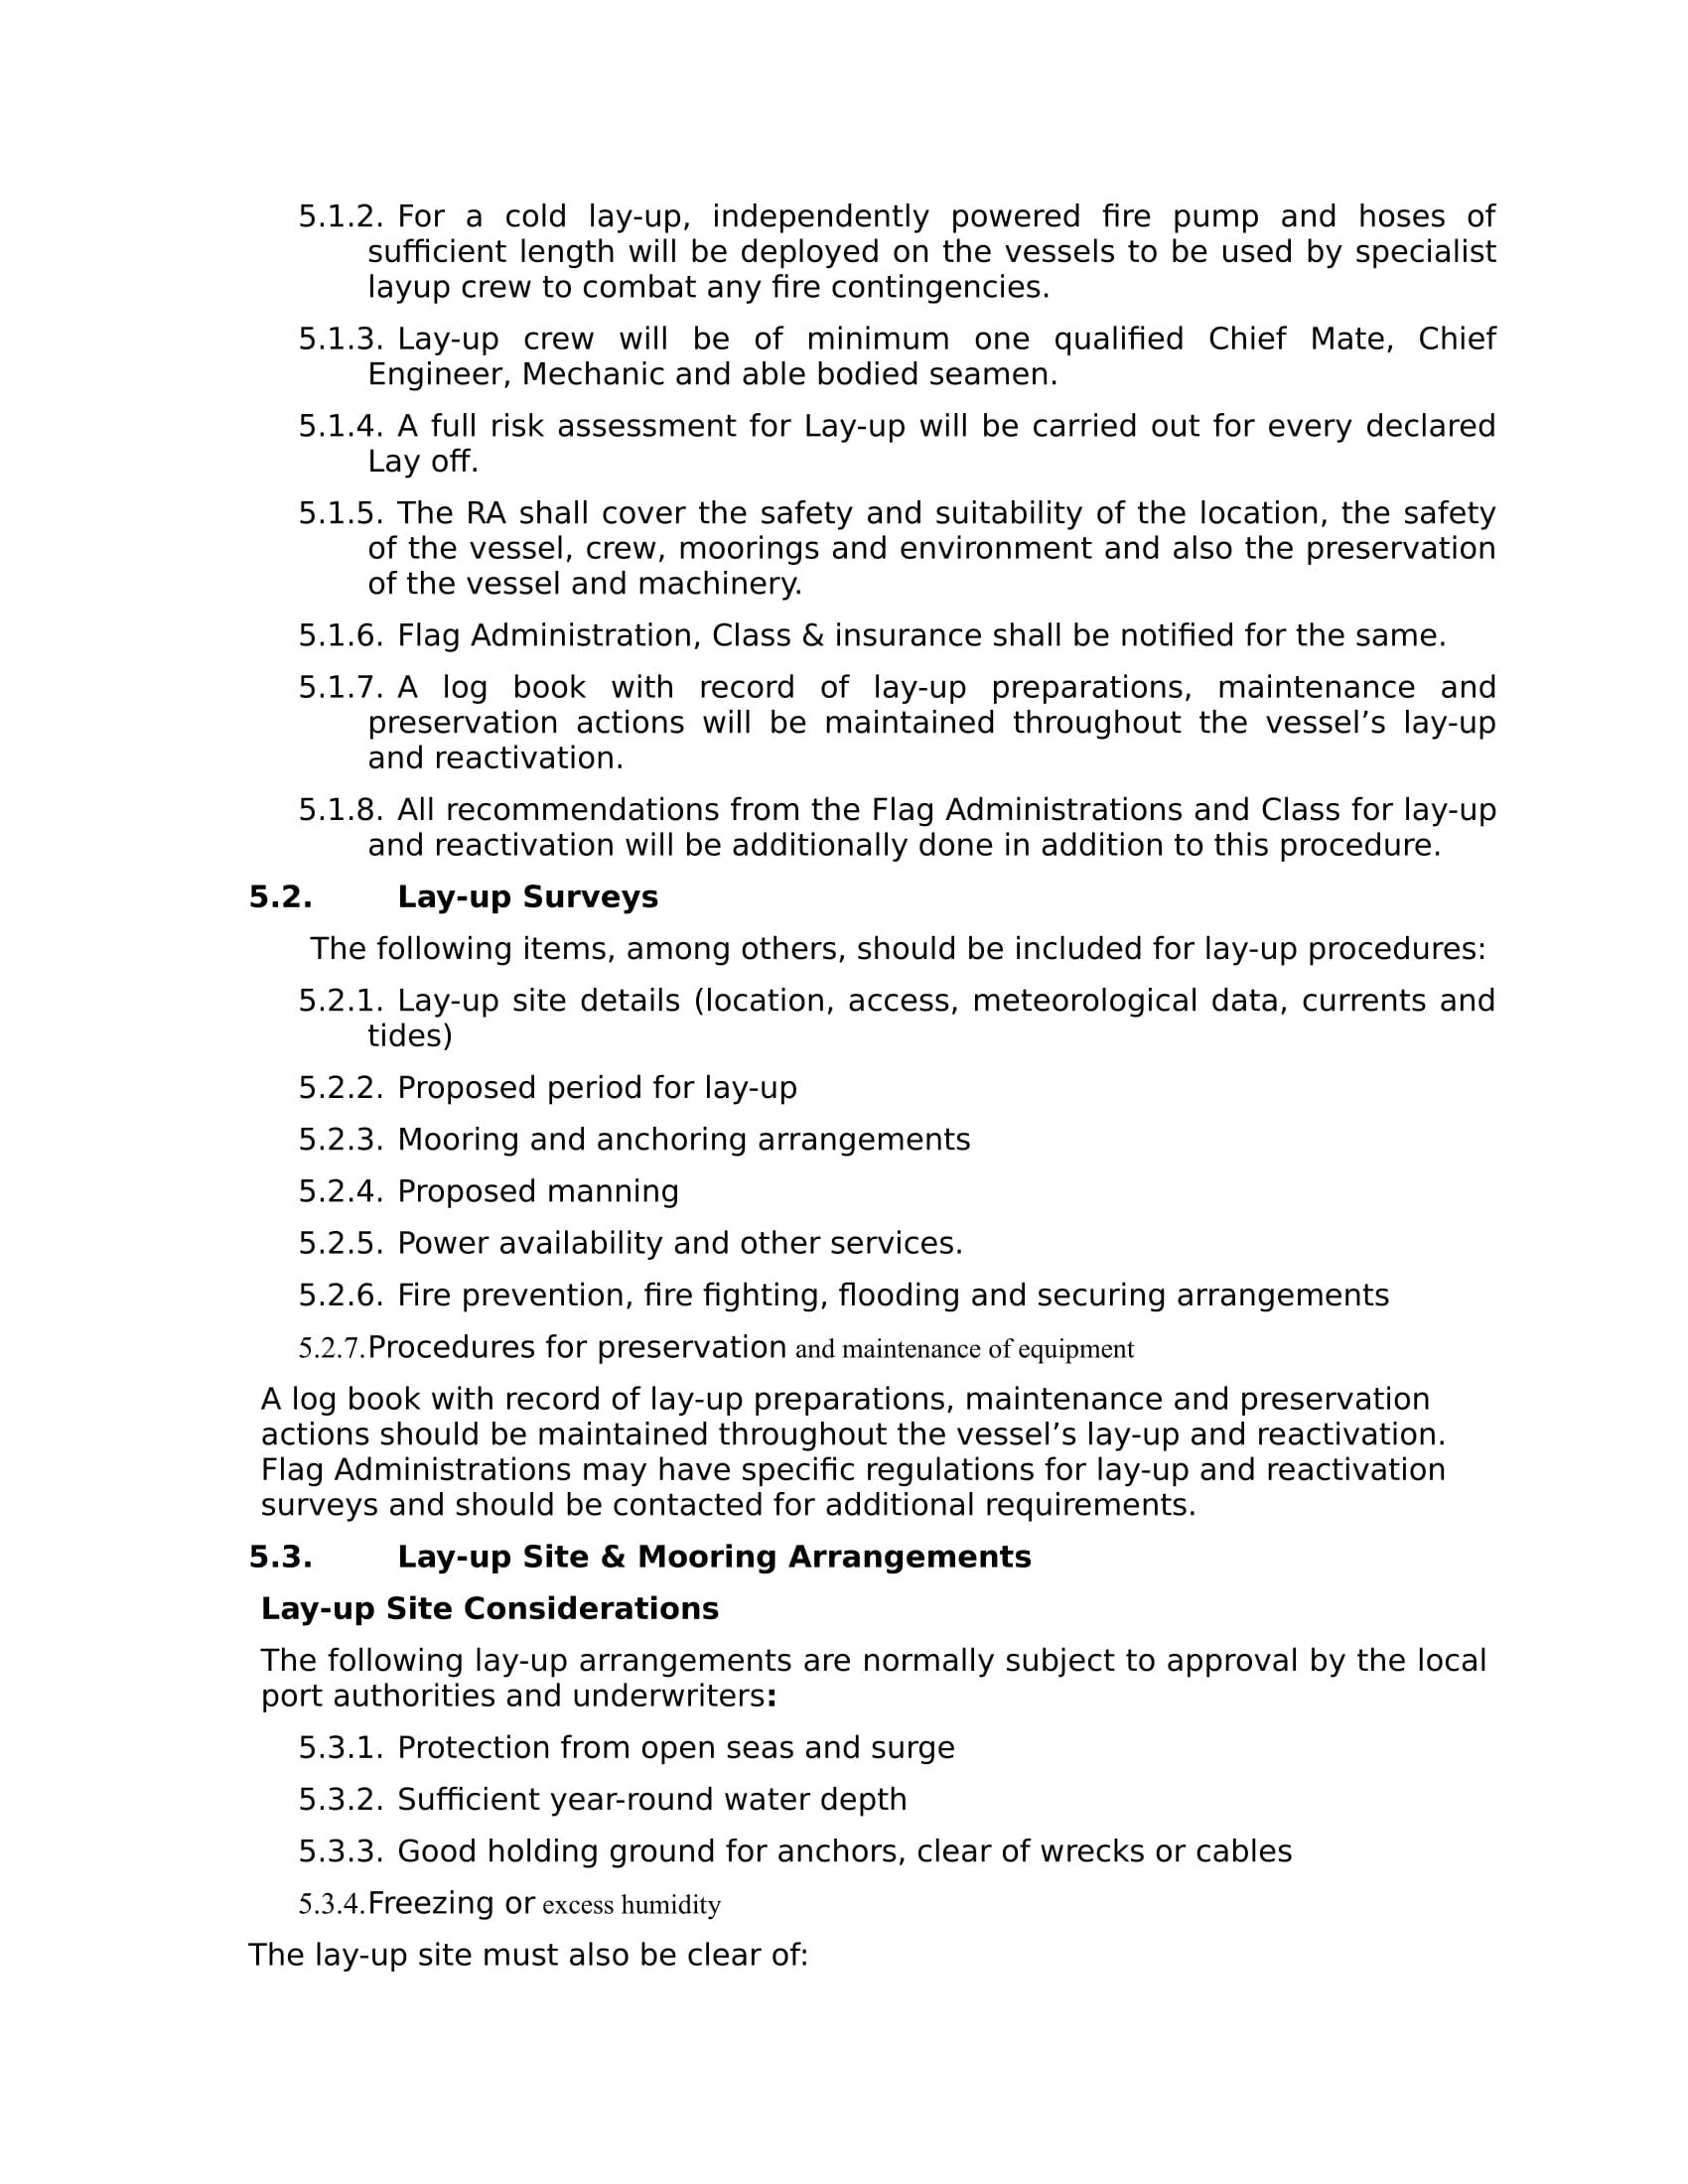 5.1.2. For a cold lay-up, independently powered fire pump and hoses of
sufficient length will be deployed on the vessels to be used by specialist
layup crew to combat any fire contingencies.
5.1.3. Lay-up crew will be of minimum one qualified Chief Mate, Chief
Engineer, Mechanic and able bodied seamen.
5.1.4. A full risk assessment for Lay-up will be carried out for every declared
Lay off.
5.1.5. The RA shall cover the safety and suitability of the location, the safety
of the vessel, crew, moorings and environment and also the preservation
of the vessel and machinery.
5.1.6. Flag Administration, Class & insurance shall be notified for the same.
5.1.7. A log book with record of lay-up preparations, maintenance and
preservation actions will be maintained throughout the vessel’s lay-up
and reactivation.
5.1.8. All recommendations from the Flag Administrations and Class for lay-up
and reactivation will be additionally done in addition to this procedure.
5.2. Lay-up Surveys
The following items, among others, should be included for lay-up procedures:
5.2.1. Lay-up site details (location, access, meteorological data, currents and
tides)
5.2.2. Proposed period for lay-up
5.2.3. Mooring and anchoring arrangements
5.2.4. Proposed manning
5.2.5. Power availability and other services.
5.2.6. Fire prevention, fire fighting, flooding and securing arrangements
5.2.7.Procedures for preservation and maintenance of equipment
A log book with record of lay-up preparations, maintenance and preservation
actions should be maintained throughout the vessel’s lay-up and reactivation.
Flag Administrations may have specific regulations for lay-up and reactivation
surveys and should be contacted for additional requirements.
5.3. Lay-up Site & Mooring Arrangements
Lay-up Site Considerations
The following lay-up arrangements are normally subject to approval by the local
port authorities and underwriters:
5.3.1. Protection from open seas and surge
5.3.2. Sufficient year-round water depth
5.3.3. Good holding ground for anchors, clear of wrecks or cables
5.3.4.Freezing or excess humidity
The lay-up site must also be clear of: